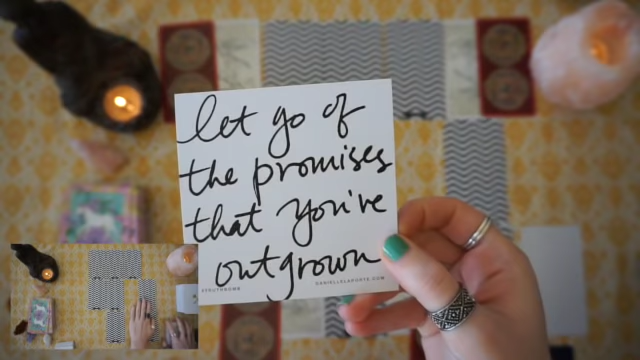 let go of
the promises
that you've
outgrown
#TRUTHBOMB DANIELLELAPORTE.COM